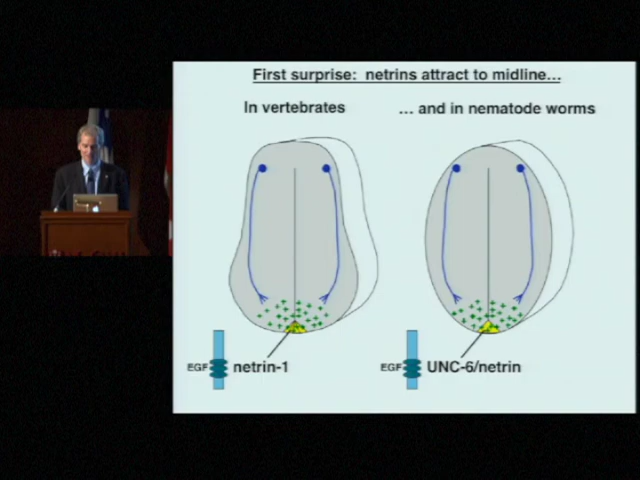 First surprise: netrins attract to midline...
In vertebrates
... and in nematode worms
EGF
netrin-1
EGF
UNC-6/netrin